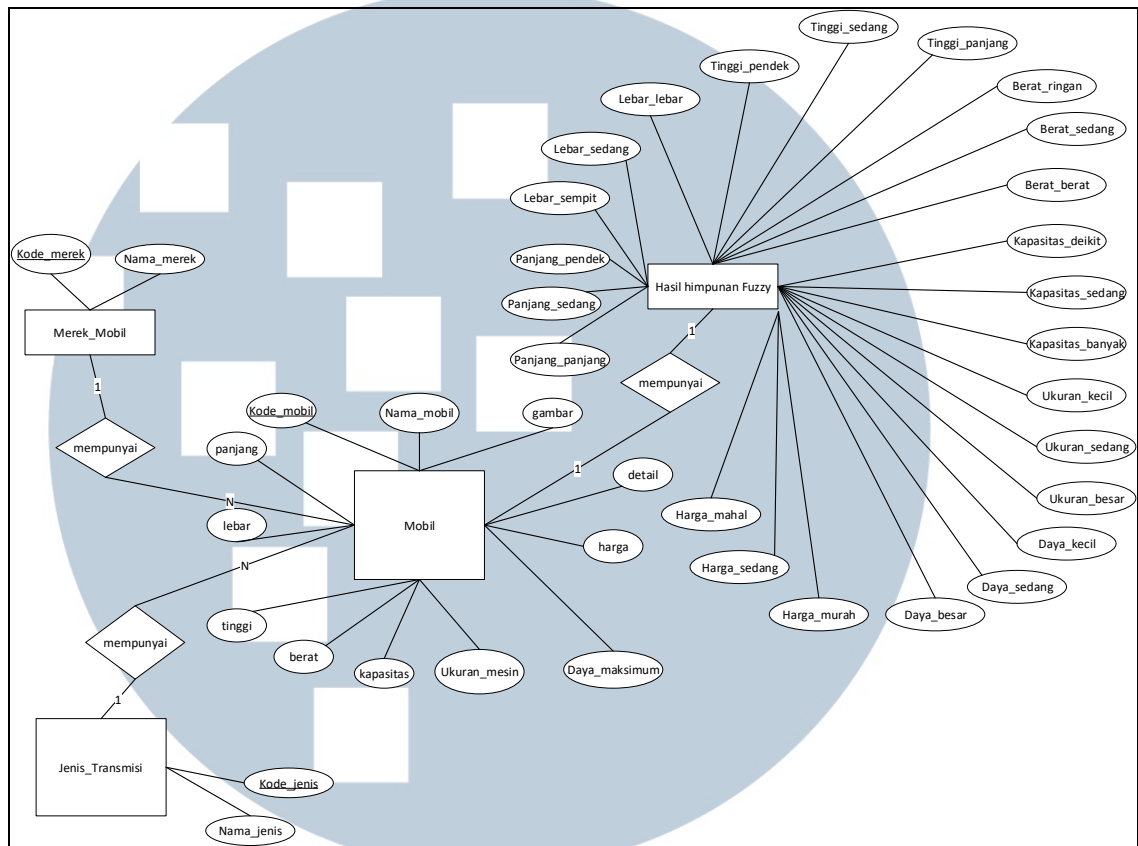 Tinggi_sedang
Tinggi_panjang
Tinggi_pendek
Berat_ringan
Lebar_lebar
Berat_sedang
Lebar_sedang
Berat_berat
Lebar_sempit
Kapasitas_deikit
Kode_merek
Nama_merek
Panjang_pendek
Hasil himpunan Fuzzy
Kapasitas_sedang
Panjang_sedang
Merek_Mobil
1
Kapasitas_banyak
Panjang_panjang
1
mempunyai
Ukuran_kecil
Kode_mobil
Nama_mobil
gambar
mempunyai
panjang
Ukuran_sedang
1
detail
N
Ukuran_besar
lebar
Mobil
Harga_mahal
harga
Daya_kecil
N
Harga_sedang
Daya_sedang
tinggi
Harga_murah
Daya_besar
mempunyai
berat
kapasitas
Ukuran_mesin
Daya_maksimum
1
Jenis_Transmisi
Kode_jenis
Nama_jenis